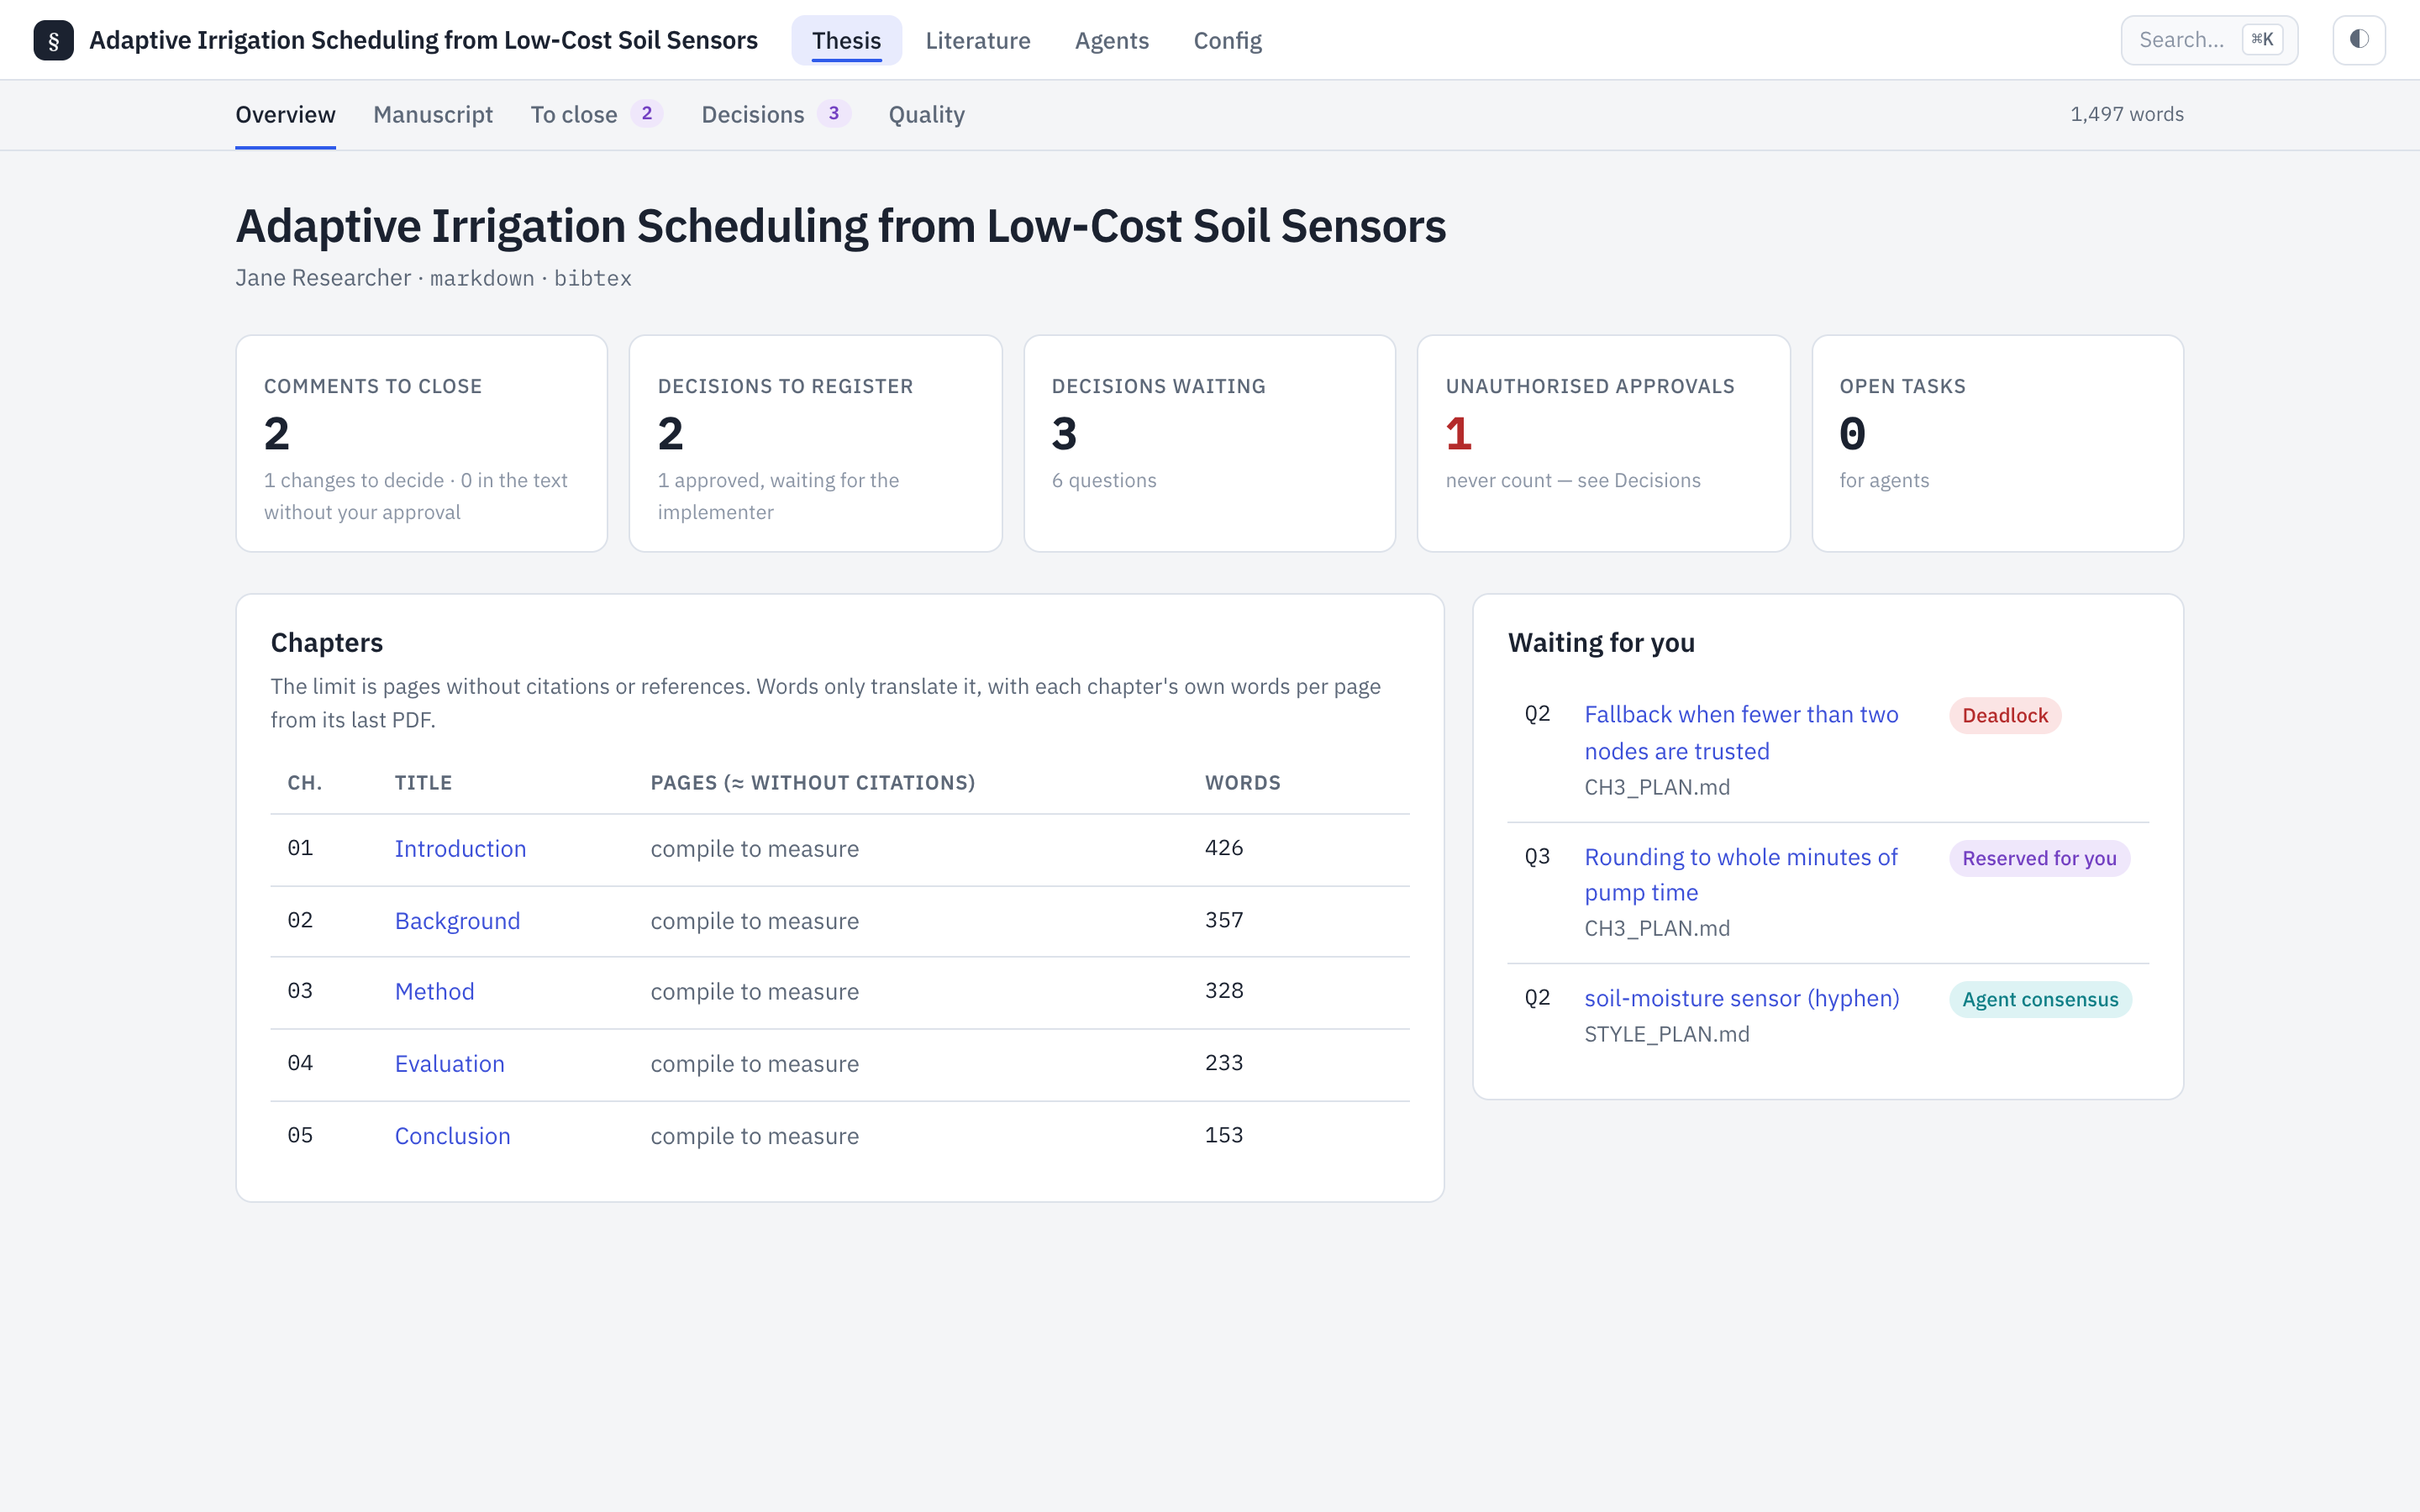 § Adaptive Irrigation Scheduling from Low-Cost Soil Sensors Thesis Literature Agents Config Search... ⌘K
Overview Manuscript To close 2 Decisions 3 Quality 1,497 words
Adaptive Irrigation Scheduling from Low-Cost Soil Sensors
Jane Researcher · markdown · bibtex
COMMENTS TO CLOSE
2
1 changes to decide · 0 in the text
without your approval
DECISIONS TO REGISTER
2
1 approved, waiting for the
implementer
DECISIONS WAITING
3
6 questions
UNAUTHORISED APPROVALS
1
never count — see Decisions
OPEN TASKS
0
for agents
Chapters
The limit is pages without citations or references. Words only translate it, with each chapter's own words per page
from its last PDF.
CH. TITLE PAGES (≈ WITHOUT CITATIONS) WORDS
01 Introduction compile to measure 426
02 Background compile to measure 357
03 Method compile to measure 328
04 Evaluation compile to measure 233
05 Conclusion compile to measure 153
Waiting for you
Q2 Fallback when fewer than two Deadlock
nodes are trusted
CH3_PLAN.md
Q3 Rounding to whole minutes of Reserved for you
pump time
CH3_PLAN.md
Q2 soil-moisture sensor (hyphen) Agent consensus
STYLE_PLAN.md